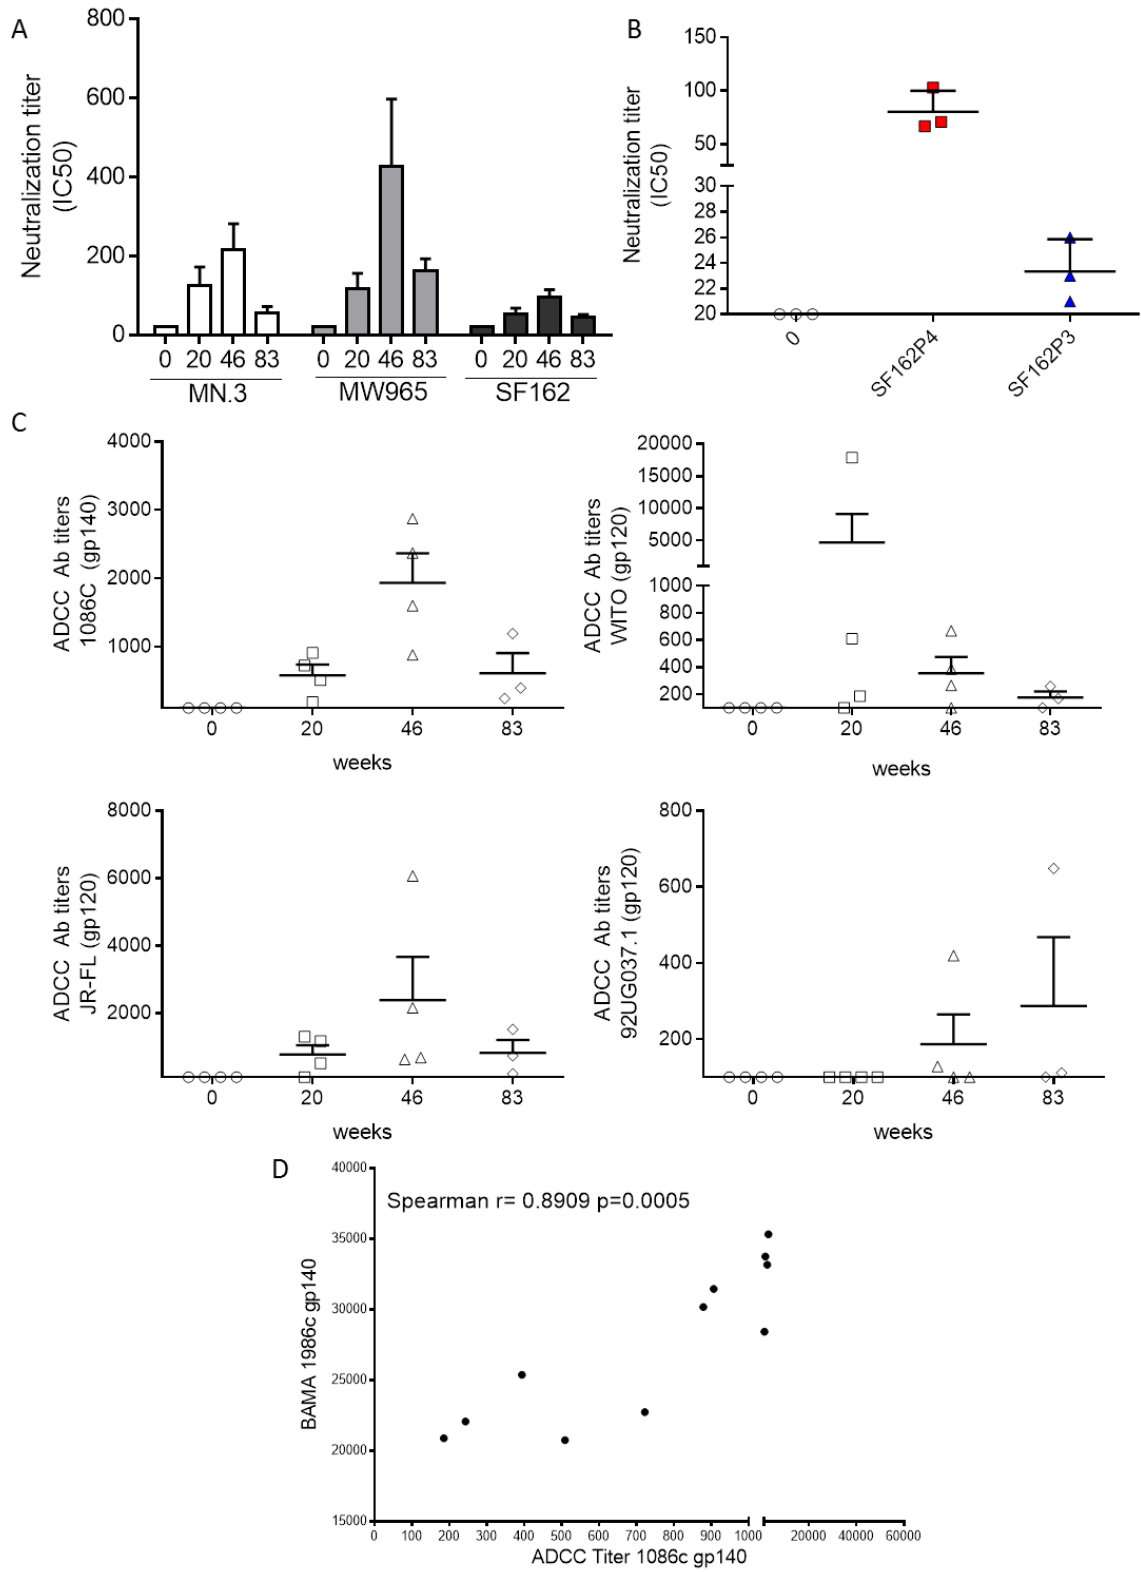 A
Neutralization titer
(IC50)
800
600
400
200
0
0 20 46 83 0 20 46 83 0 20 46 83
MN.3 MW965 SF162
B
Neutralization titer
(IC50)
150
100
50
30
28
26
24
22
20
0 SF162P4 SF162P3
C
ADCC Ab titers
1086C (gp140)
4000
3000
2000
1000
0 20 46 83
weeks
ADCC Ab titers
WITO (gp120)
20000
15000
10000
5000
1000
800
600
400
200
0 20 46 83
weeks
ADCC Ab titers
JR-FL (gp120)
8000
6000
4000
2000
0 20 46 83
weeks
ADCC Ab titers
92UG037.1 (gp120)
800
600
400
200
0 20 46 83
weeks
D
Spearman r= 0.8909 p=0.0005
BAMA 1986c gp140
40000
35000
30000
25000
20000
15000
0 100 200 300 400 500 600 700 800 900 1000 20000 40000 60000
ADCC Titer 1086c gp140